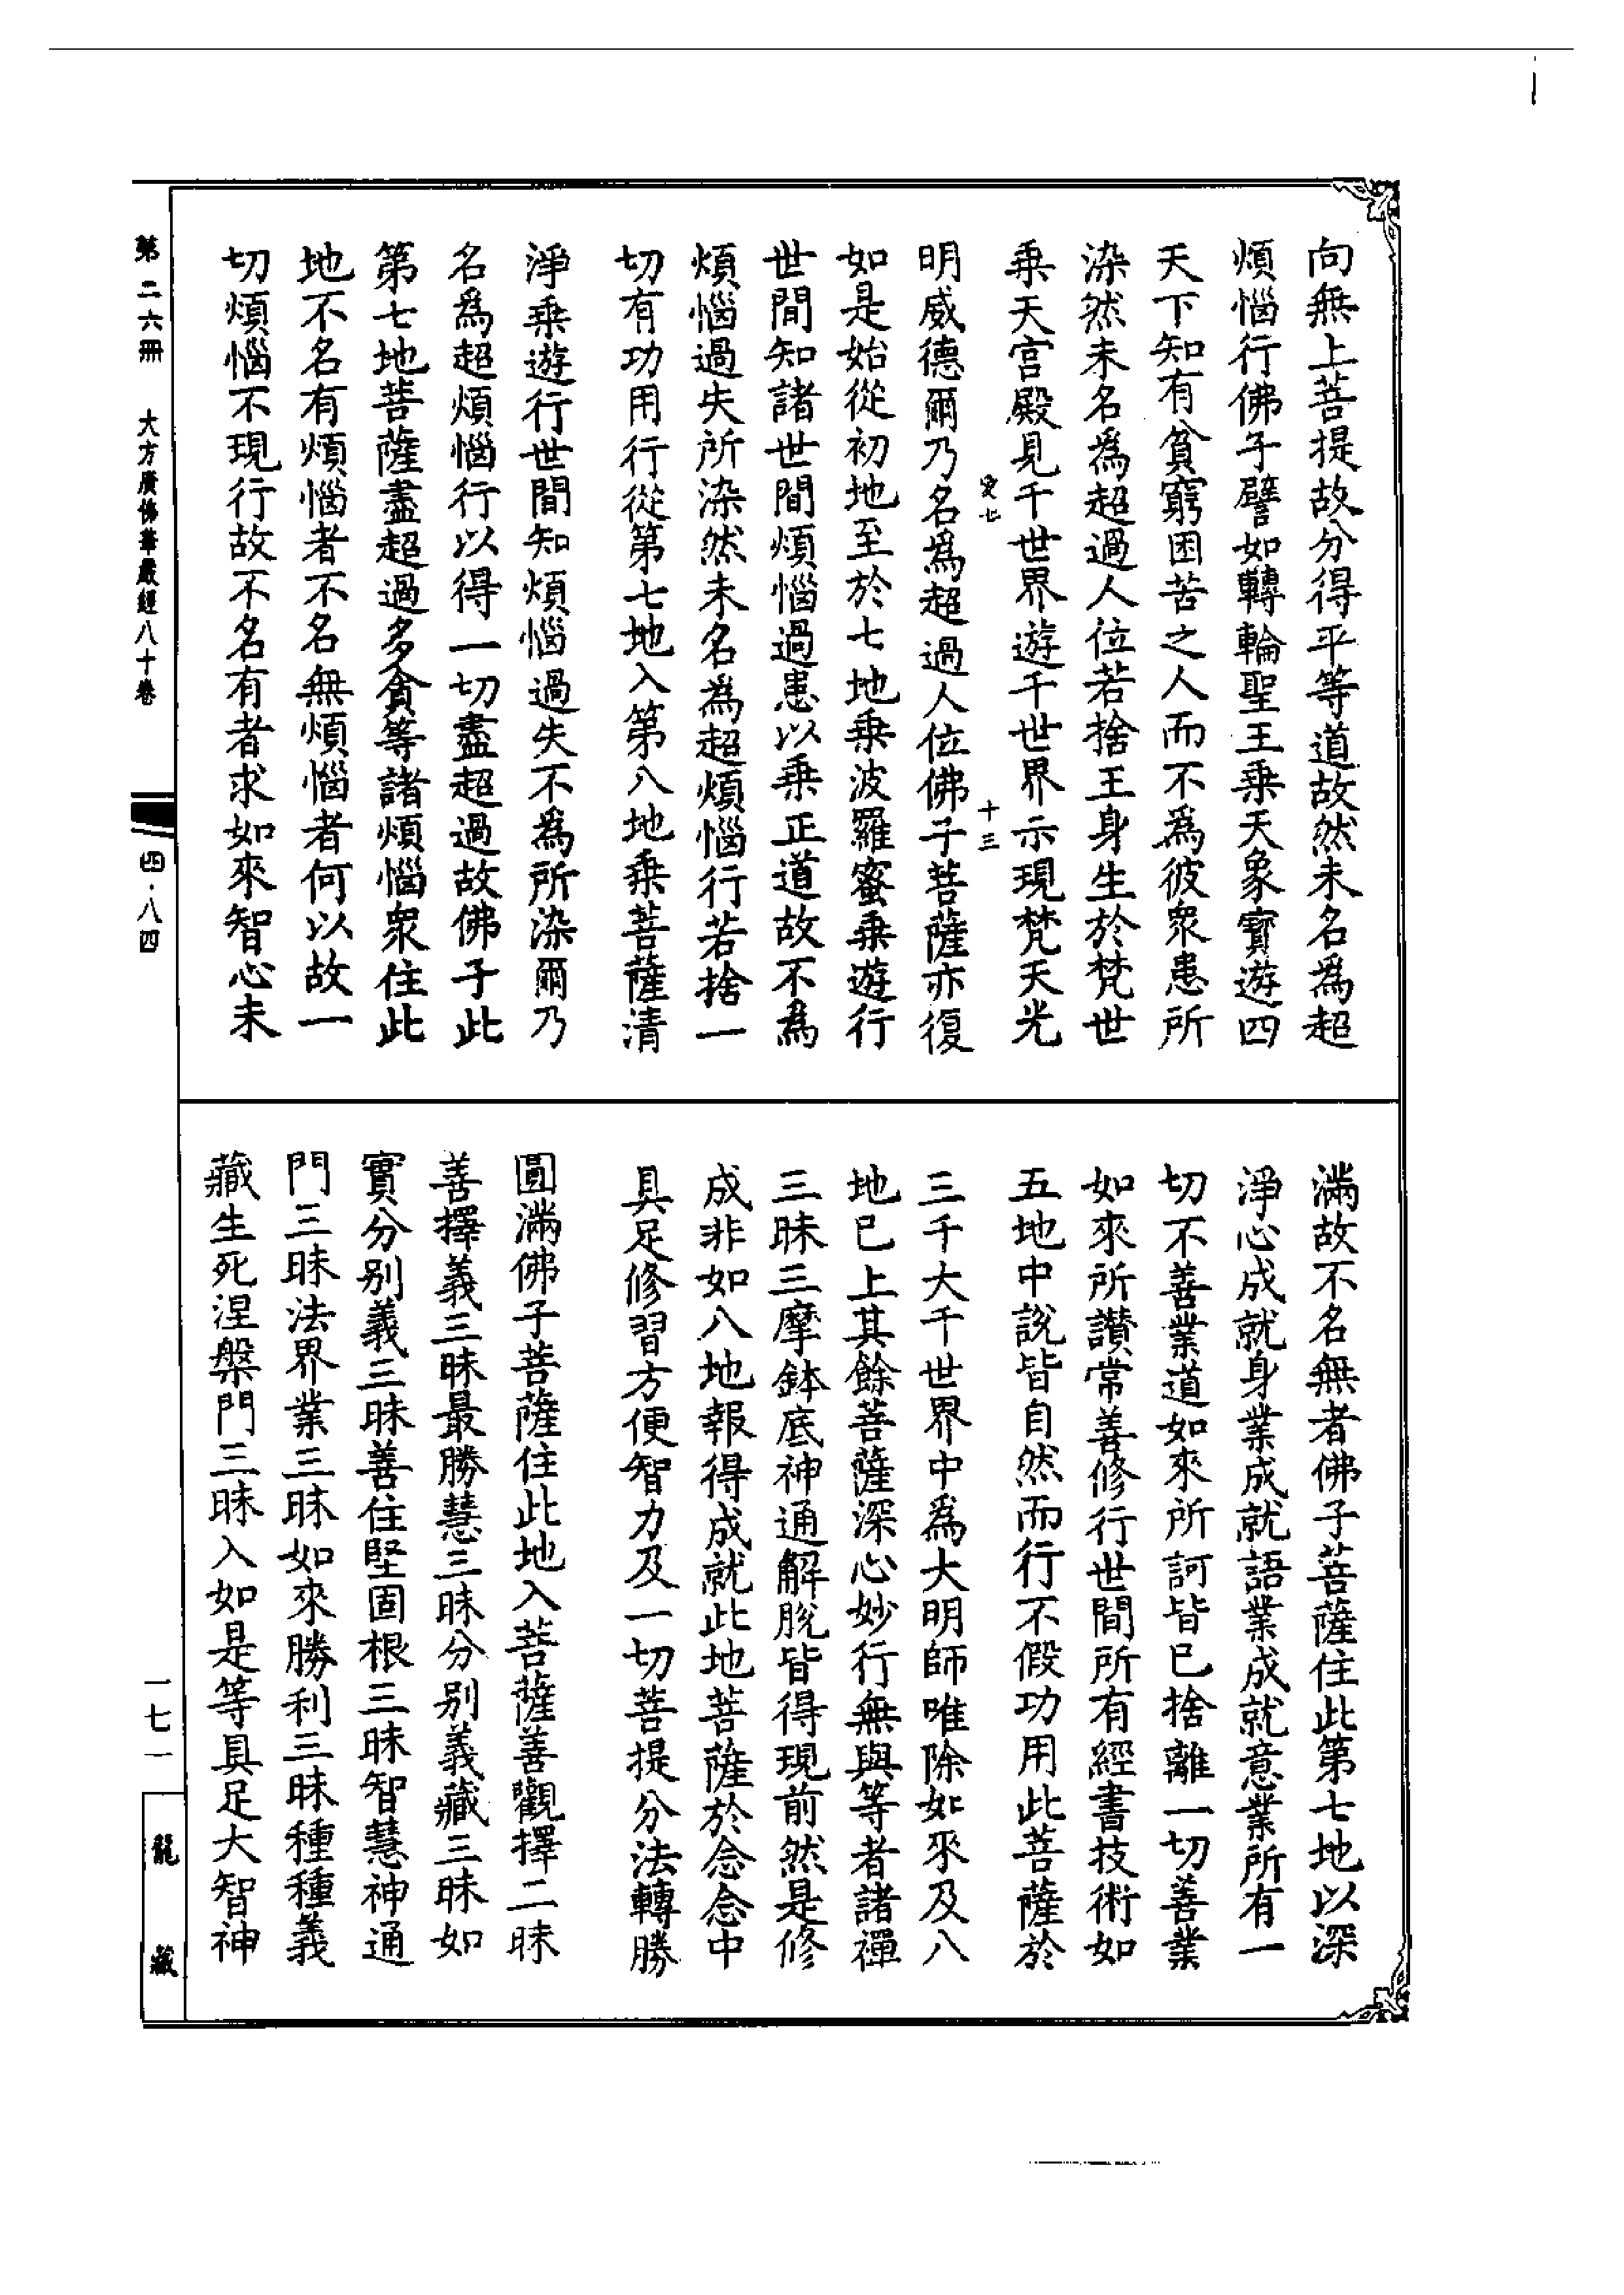 向無上菩提故分得平等道故然未名為超
煩惱行佛子譬如轉輪聖王乗天象寳遊四
天下知有貧窮困苦之人而不為彼眾患所
染然未名為超過人位若捨王身生於梵世
乗天宫殿見千世界遊千世界示現梵天光
愛七　十三
明威德爾乃名為超過人位佛子菩薩亦復
如是始從初地至於七地乗波羅蜜乗遊行
世間知諸世間煩惱過患以乗正道故不為
煩惱過失所染然未名為超煩惱行若捨一
切有功用行從第七地入第八地乗菩薩清
淨乗遊行世間知煩惱過失不為所染爾乃
名為超煩惱行以得一切盡超過故佛子此
第七地菩薩盡超過多貪等諸煩惱眾住此
地不名有煩惱者不名無煩惱者何以故一
切煩惱不現行故不名有者求如來智心未
滿故不名無者佛子菩薩住此第七地以深
淨心成就身業成就語業成就意業所有一
切不善業道如來所訶皆已捨離一切善業
如來所讃常善修行世間所有經書技術如
五地中說皆自然而行不假功用此菩薩於
三千大千世界中為大明師唯除如來及八
地已上其餘菩薩深心妙行無與等者諸禪
三昧三摩鉢底神通解脫皆得現前然是修
成非如八地報得成就此地菩薩於念念中
具足修習方便智力及一切菩提分法轉勝
圓滿佛子菩薩住此地入菩薩善觀擇二昧
善擇義三昧最勝慧三昧分别義藏三昧如
實分别義三昧善住堅固根三昧智慧神通
門三昧法界業三昧如來勝利三昧種種義
藏生死涅槃門三昧入如是等具足大智神
第二六冊　大方廣佛華嚴經八十卷
四·八四
一七一
龍藏